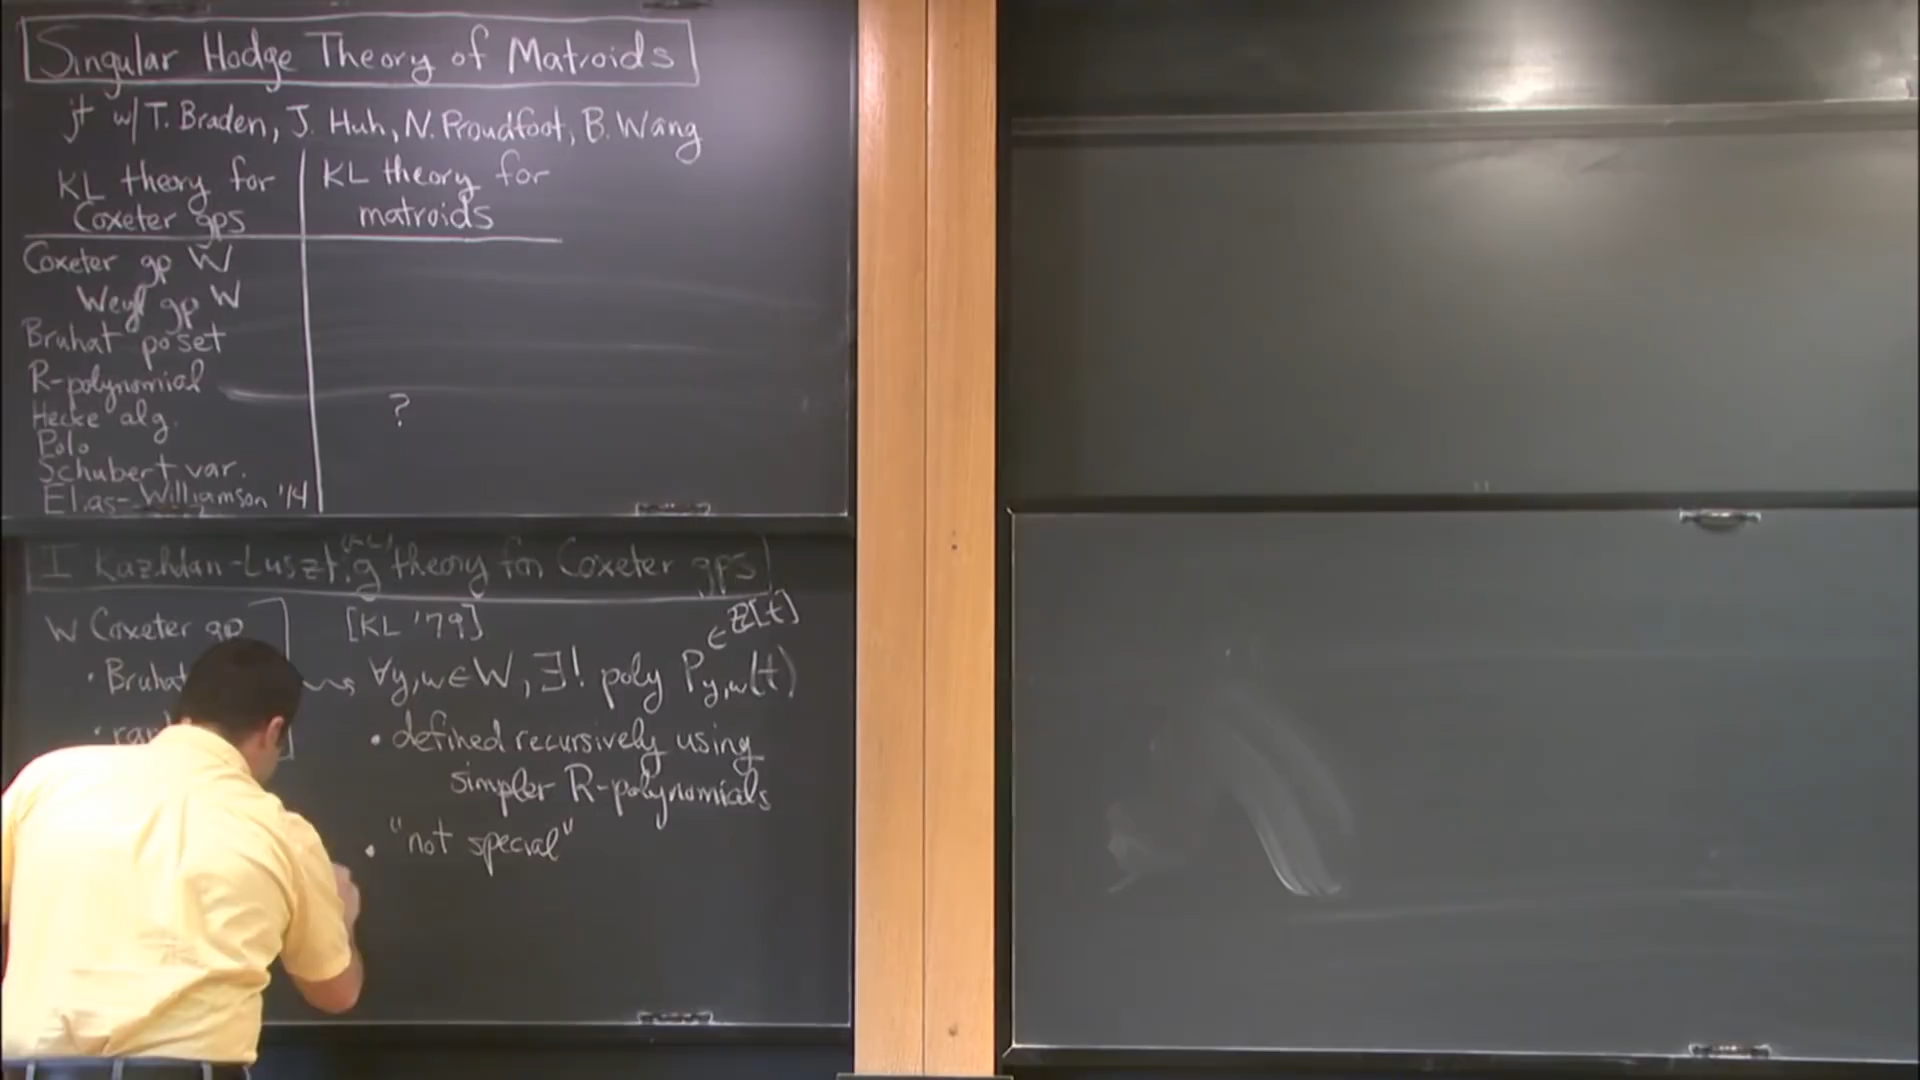 Singular Hodge Theory of Matroids
jt w/ T. Braden, J. Huh, N. Proudfoot, B. Wang
KL theory for Coxeter gps
KL theory for matroids
Coxeter gp W
Weyl gp W
Bruhat poset
R-polynomial
Hecke alg.
Polo
Schubert var.
Elias-Williamson '14
?
I Kazhdan-Lusztig (KL) theory for Coxeter gps
W Coxeter gp
• Bruhat
[KL '79]
⇝ ∀y,w∈W, ∃! poly P_{y,w}(t) ∈ ℤ[t]
• defined recursively using
simpler R-polynomials
• "not special"